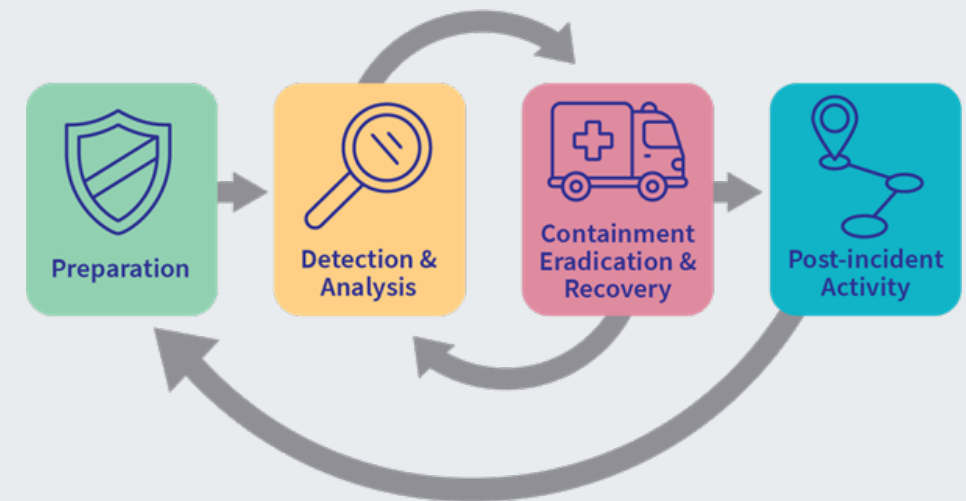 Preparation
Detection &
Analysis
Containment
Eradication &
Recovery
Post-incident
Activity